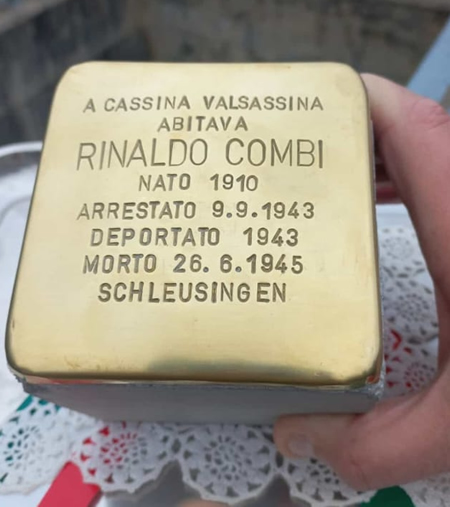 A CASSINA VALSASSINA
ABITAVA
RINALDO COMBI
NATO 1910
ARRESTATO 9.9.1943
DEPORTATO 1943
MORTO 26.6.1945
SCHLEUSINGEN